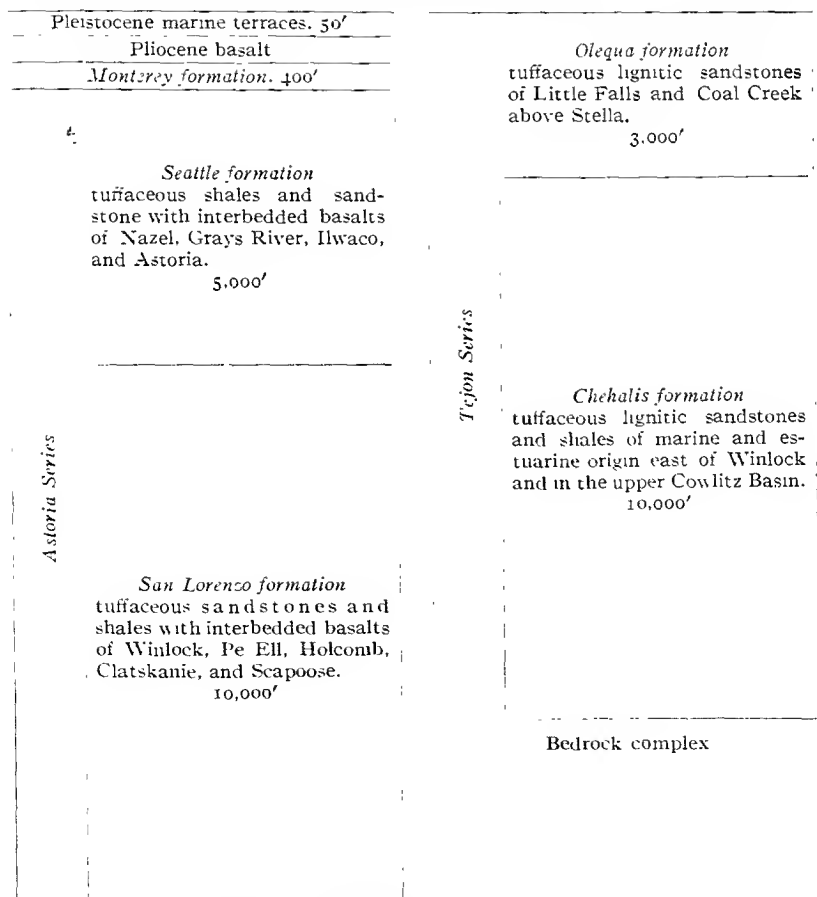 Pleistocene marine terraces. 50′
Pliocene basalt
Monterey formation. 400′
Astoria Series
Seattle formation
tuffaceous shales and sand-
stone with interbedded basalts
of Nazel, Grays River, Ilwaco,
and Astoria.
5,000′
San Lorenzo formation
tuffaceous sandstones and
shales with interbedded basalts
of Winlock, Pe Ell, Holcomb,
Clatskanie, and Scapoose.
10,000′
Tejon Series
Olequa formation
tuffaceous lignitic sandstones
of Little Falls and Coal Creek
above Stella.
3,000′
Chehalis formation
tuffaceous lignitic sandstones
and shales of marine and es-
tuarine origin east of Winlock
and in the upper Cowlitz Basin.
10,000′
Bedrock complex